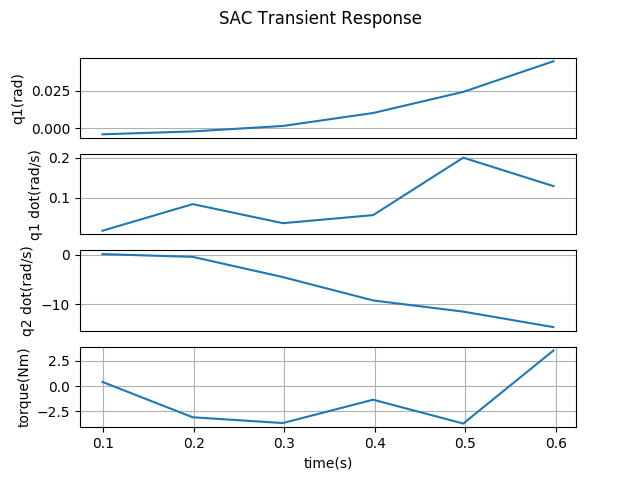 SAC Transient Response
q1(rad)
0.025
0.000
q1 dot(rad/s)
0.2
0.1
q2 dot(rad/s)
0
−10
torque(Nm)
2.5
0.0
−2.5
0.1 0.2 0.3 0.4 0.5 0.6
time(s)